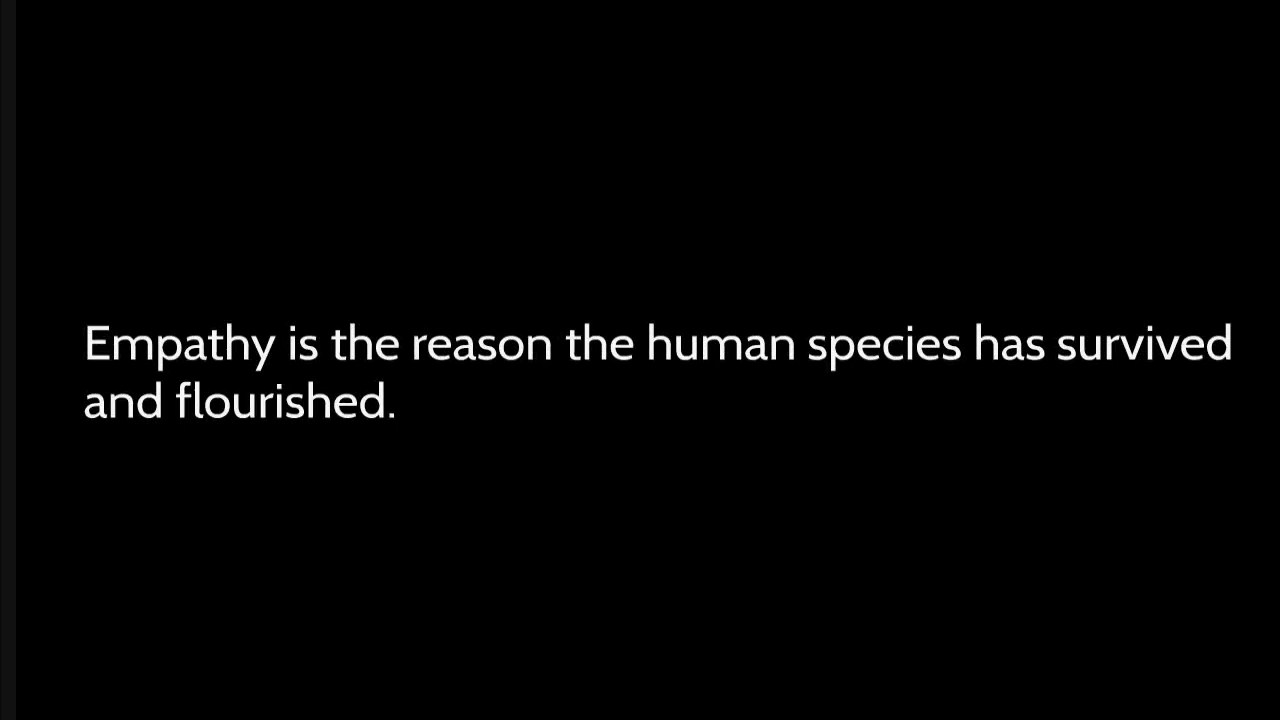 Empathy is the reason the human species has survived
and flourished.